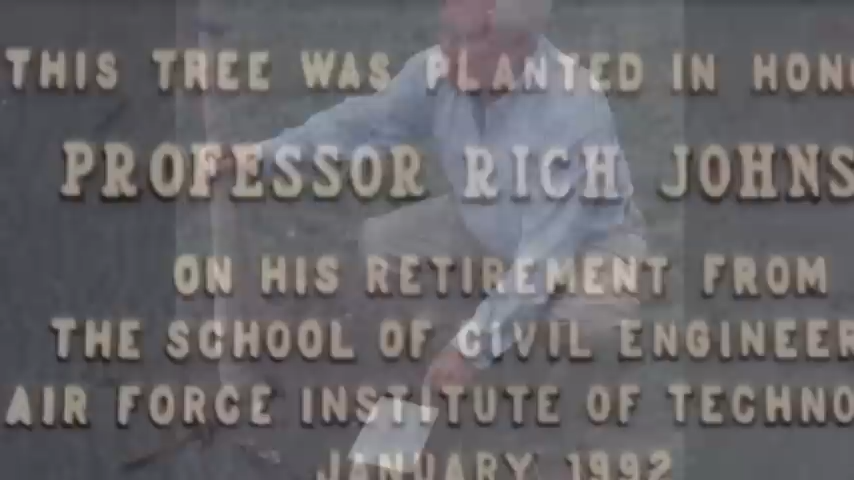 THIS TREE WAS PLANTED IN HON
PROFESSOR RICH JOHNS
ON HIS RETIREMENT FROM
THE SCHOOL OF CIVIL ENGINEER
AIR FORCE INSTITUTE OF TECHNO
JANUARY 1992